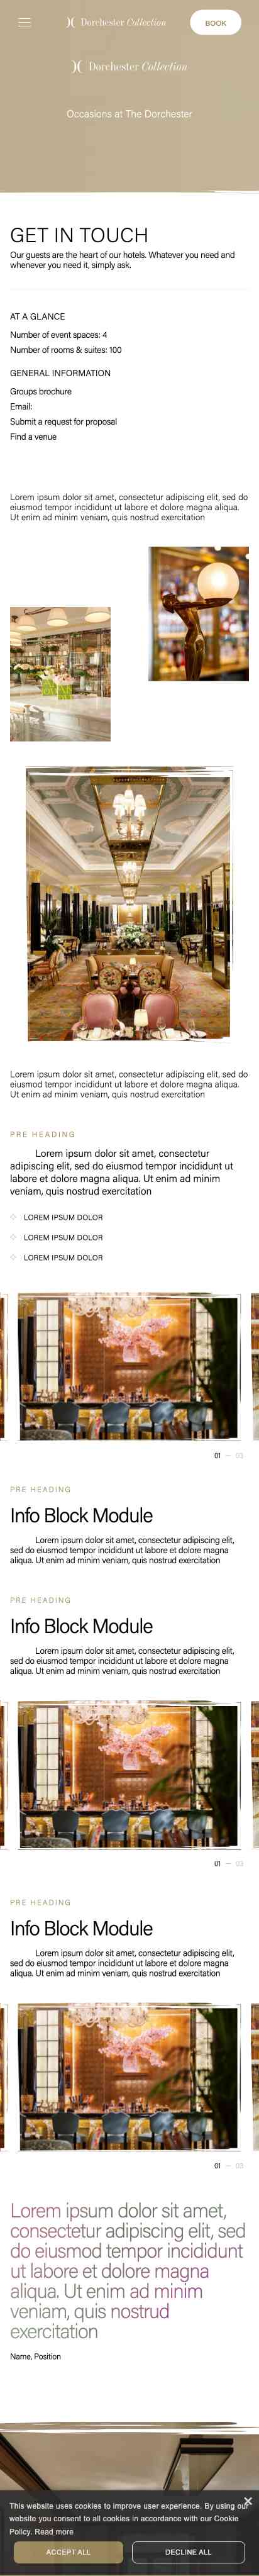 Dorchester Collection
BOOK
Dorchester Collection
Occasions at The Dorchester
GET IN TOUCH
Our guests are the heart of our hotels. Whatever you need and
whenever you need it, simply ask.
AT A GLANCE
Number of event spaces: 4
Number of rooms & suites: 100
GENERAL INFORMATION
Groups brochure
Email:
Submit a request for proposal
Find a venue
Lorem ipsum dolor sit amet, consectetur adipiscing elit, sed do
eiusmod tempor incididunt ut labore et dolore magna aliqua.
Ut enim ad minim veniam, quis nostrud exercitation
Lorem ipsum dolor sit amet, consectetur adipiscing elit, sed do
eiusmod tempor incididunt ut labore et dolore magna aliqua.
Ut enim ad minim veniam, quis nostrud exercitation
PRE HEADING
Lorem ipsum dolor sit amet, consectetur
adipiscing elit, sed do eiusmod tempor incididunt ut
labore et dolore magna aliqua. Ut enim ad minim
veniam, quis nostrud exercitation
LOREM IPSUM DOLOR
LOREM IPSUM DOLOR
LOREM IPSUM DOLOR
01 — 03
PRE HEADING
Info Block Module
Lorem ipsum dolor sit amet, consectetur adipiscing elit,
sed do eiusmod tempor incididunt ut labore et dolore magna
aliqua. Ut enim ad minim veniam, quis nostrud exercitation
PRE HEADING
Info Block Module
Lorem ipsum dolor sit amet, consectetur adipiscing elit,
sed do eiusmod tempor incididunt ut labore et dolore magna
aliqua. Ut enim ad minim veniam, quis nostrud exercitation
01 — 03
PRE HEADING
Info Block Module
Lorem ipsum dolor sit amet, consectetur adipiscing elit,
sed do eiusmod tempor incididunt ut labore et dolore magna
aliqua. Ut enim ad minim veniam, quis nostrud exercitation
01 — 03
Lorem ipsum dolor sit amet,
consectetur adipiscing elit, sed
do eiusmod tempor incididunt
ut labore et dolore magna
aliqua. Ut enim ad minim
veniam, quis nostrud
exercitation
Name, Position
This website uses cookies to improve user experience. By using our
website you consent to all cookies in accordance with our Cookie
Policy. Read more
ACCEPT ALL
DECLINE ALL